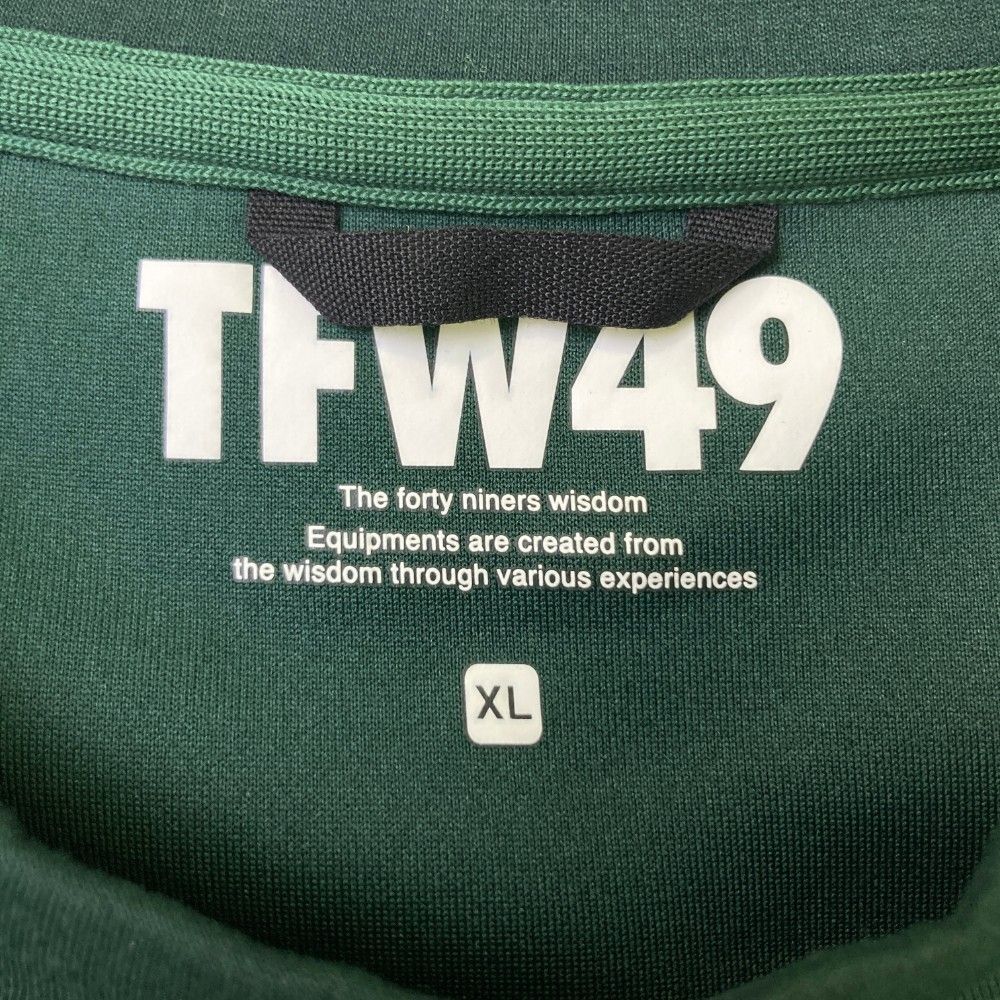 TFW49
The forty niners wisdom
Equipments are created from
the wisdom through various experiences
XL